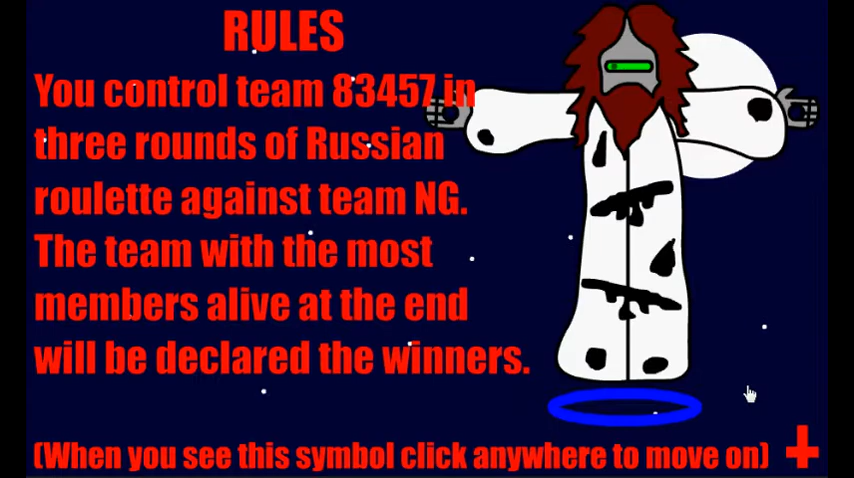 RULES
You control team 83457 in
three rounds of Russian
roulette against team NG.
The team with the most
members alive at the end
will be declared the winners.
(When you see this symbol click anywhere to move on) +